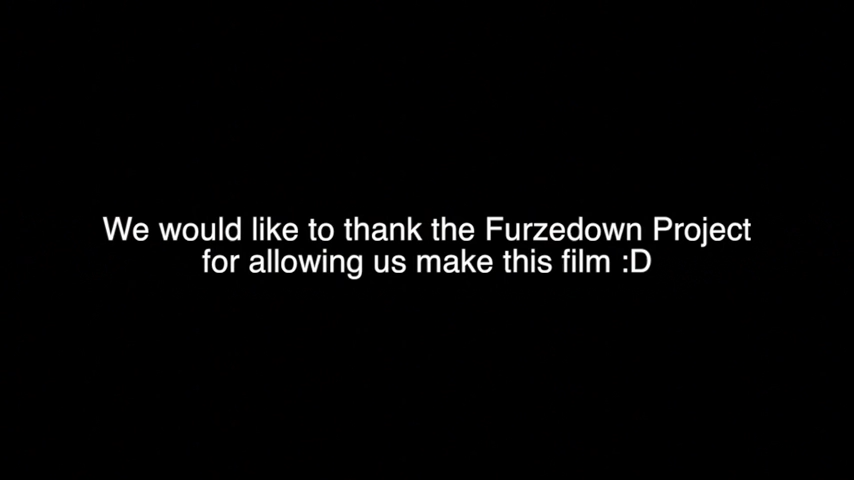 We would like to thank the Furzedown Project
for allowing us make this film :D